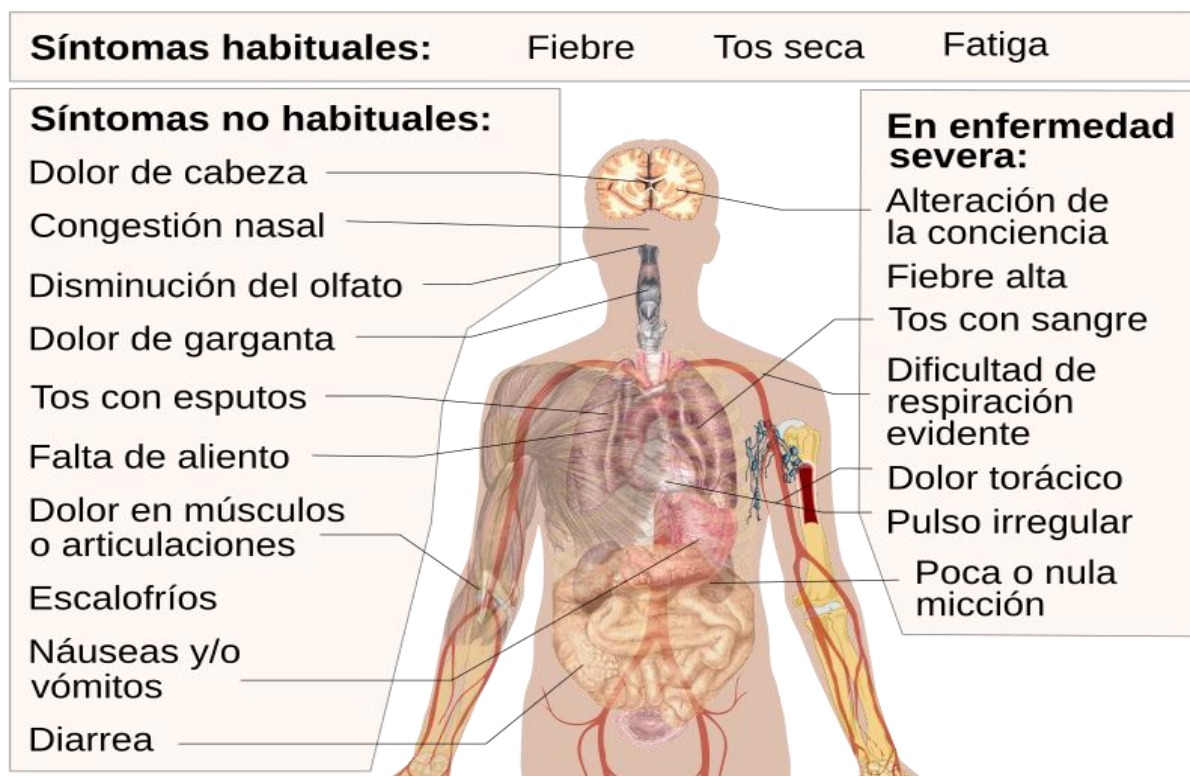 Síntomas habituales: Fiebre Tos seca Fatiga
Síntomas no habituales:
Dolor de cabeza
Congestión nasal
Disminución del olfato
Dolor de garganta
Tos con esputos
Falta de aliento
Dolor en músculos
o articulaciones
Escalofríos
Náuseas y/o
vómitos
Diarrea
En enfermedad
severa:
Alteración de
la conciencia
Fiebre alta
Tos con sangre
Dificultad de
respiración
evidente
Dolor torácico
Pulso irregular
Poca o nula
micción